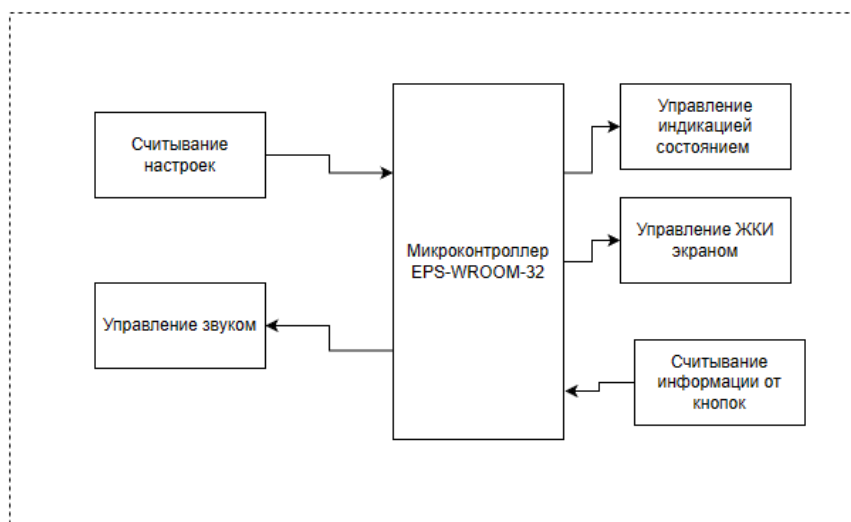 Считывание
настроек
Управление звуком
Микроконтроллер
EPS-WROOM-32
Управление
индикацией
состоянием
Управление ЖКИ
экраном
Считывание
информации от
кнопок